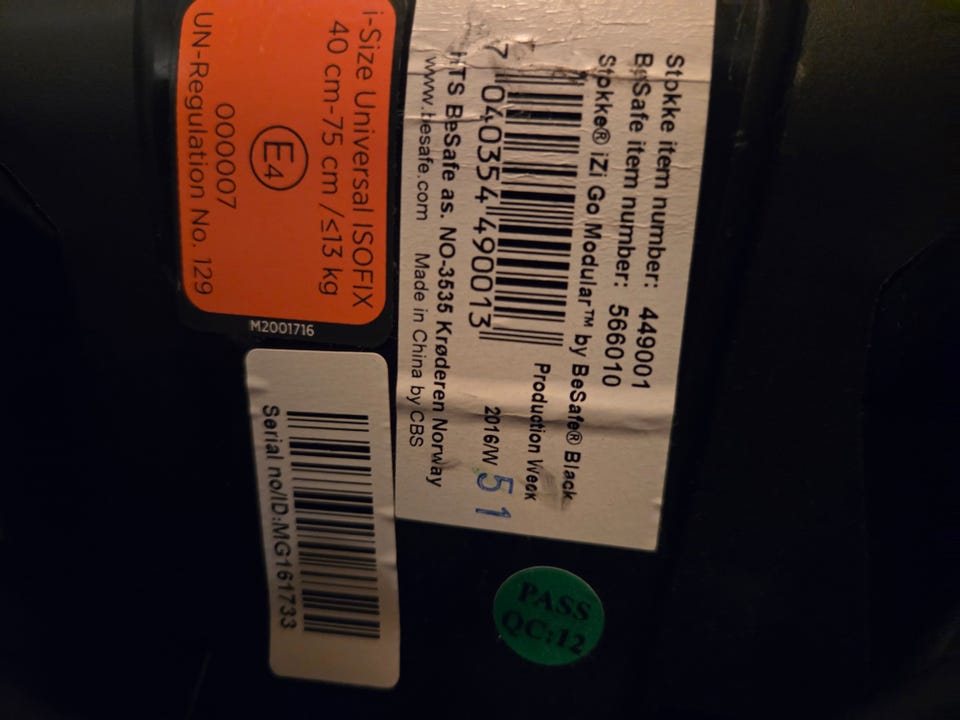 Stokke item number: 449001
BeSafe item number: 566010
Stokke® iZi Go Modular™ by BeSafe® Black
7 040354 490013
Production Week
2016/W 51
HTS BeSafe as. NO-3535 Krøderen Norway
www.besafe.com Made in China by CBS
i-Size Universal ISOFIX
40 cm-75 cm /≤13 kg
E4
000007
UN-Regulation No. 129
M2001716
Serial no/ID:MG161733
PASS
QC:12